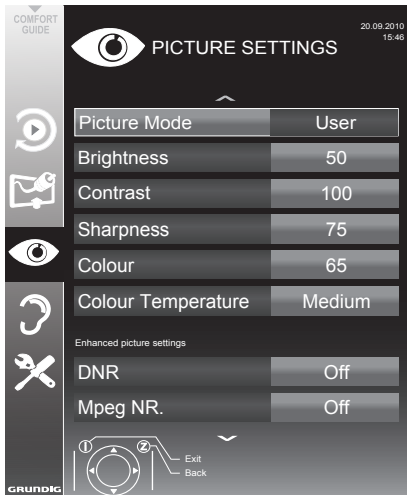 COMFORT
GUIDE
PICTURE SETTINGS
20.09.2010
15:46
Picture Mode User
Brightness 50
Contrast 100
Sharpness 75
Colour 65
Colour Temperature Medium
Enhanced picture settings
DNR Off
Mpeg NR. Off
Z
Exit
Back
GRUNDIG